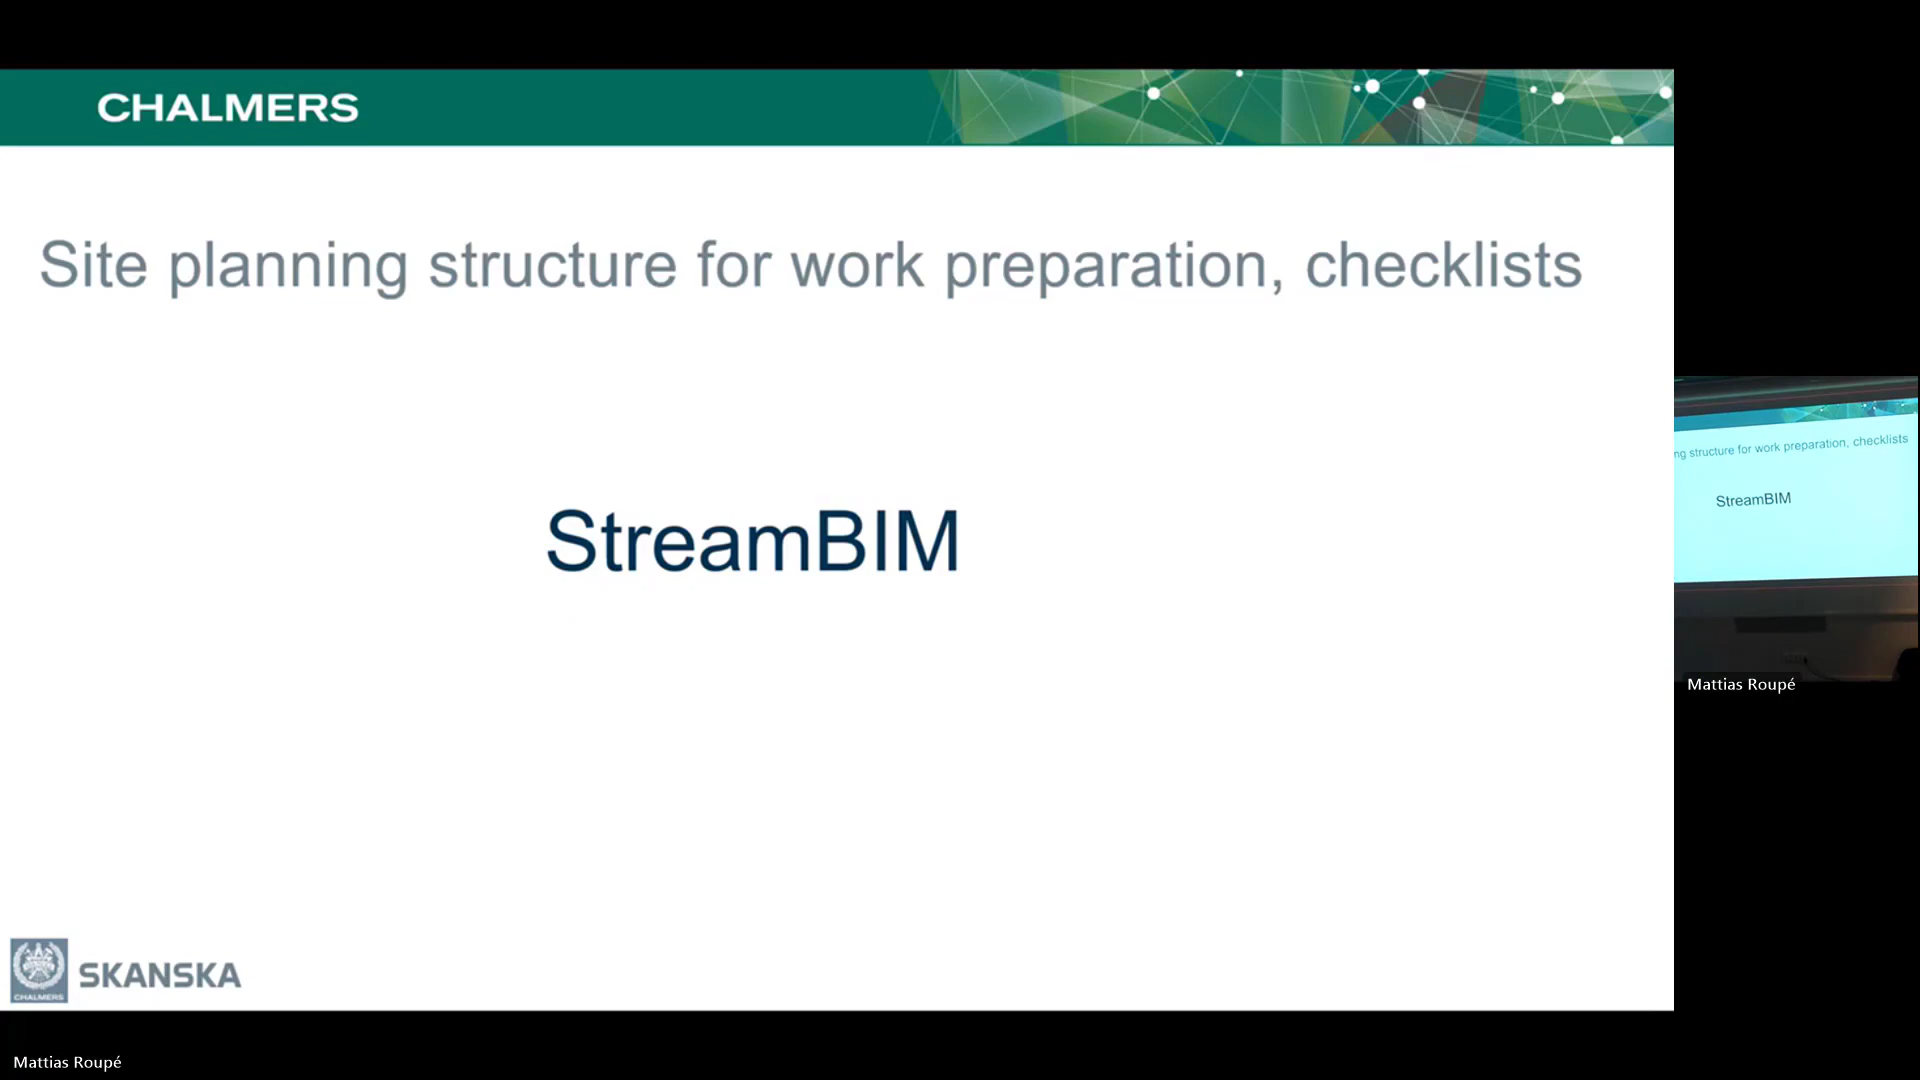 CHALMERS
Site planning structure for work preparation, checklists
StreamBIM
CHALMERS
SKANSKA
Mattias Roupé
ng structure for work preparation, checklists
StreamBIM
Mattias Roupé